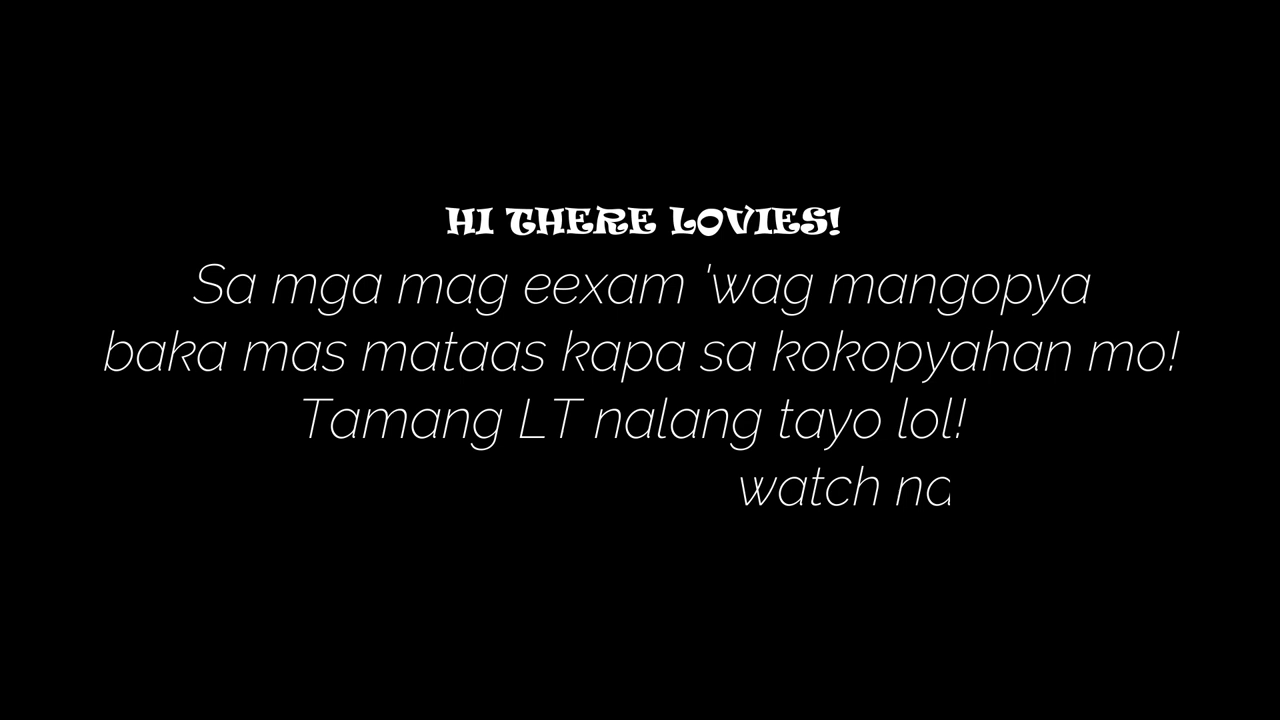 HI THERE LOVIES!
Sa mga mag eexam 'wag mangopya
baka mas mataas kapa sa kokopyahan mo!
Tamang LT nalang tayo lol!
watch na